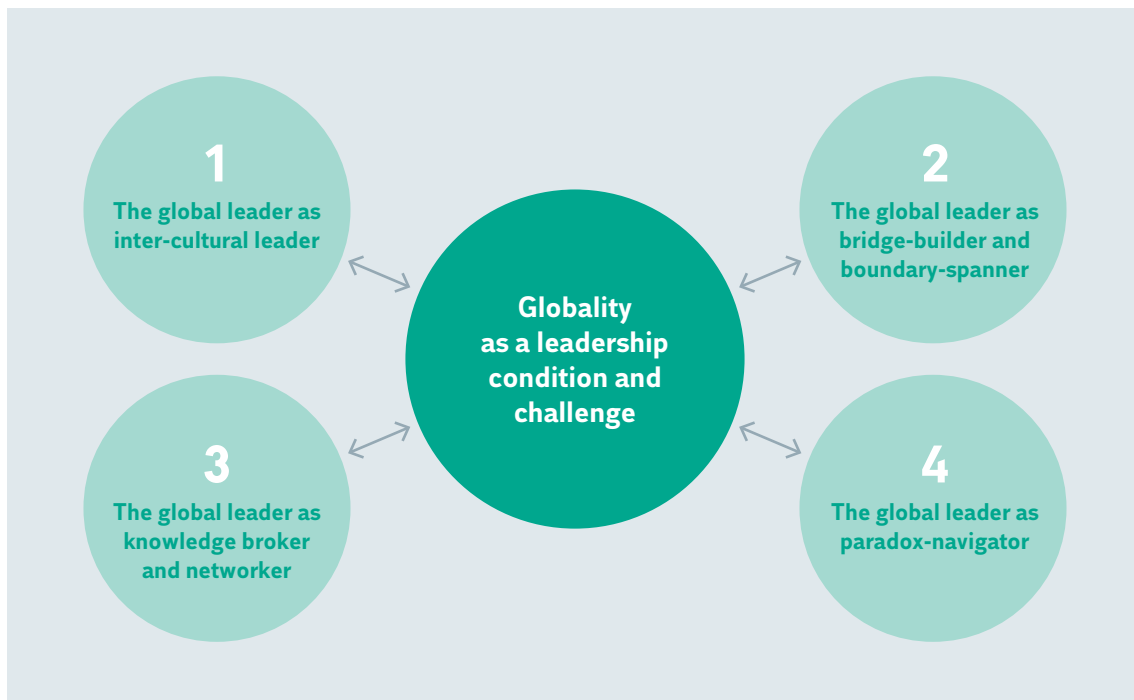 1
The global leader as
inter-cultural leader
2
The global leader as
bridge-builder and
boundary-spanner
Globality
as a leadership
condition and
challenge
3
The global leader as
knowledge broker
and networker
4
The global leader as
paradox-navigator